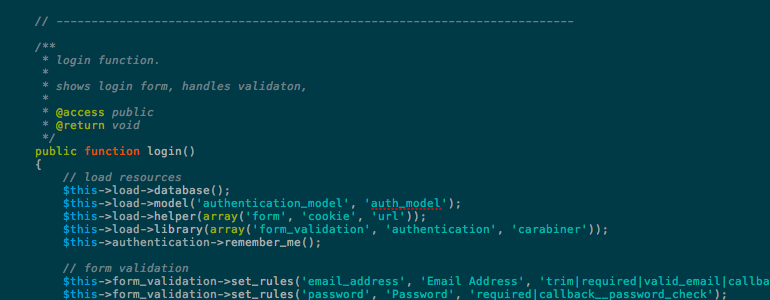 // --------------------------------------------------------------------------
/**
* login function.
*
* shows login form, handles validaton,
*
* @access public
* @return void
*/
public function login()
{
// load resources
$this->load->database();
$this->load->model('authentication_model', 'auth_model');
$this->load->helper(array('form', 'cookie', 'url'));
$this->load->library(array('form_validation', 'authentication', 'carabiner'));
$this->authentication->remember_me();
// form validation
$this->form_validation->set_rules('email_address', 'Email Address', 'trim|required|valid_email|callba
$this->form_validation->set_rules('password', 'Password', 'required|callback__password_check');